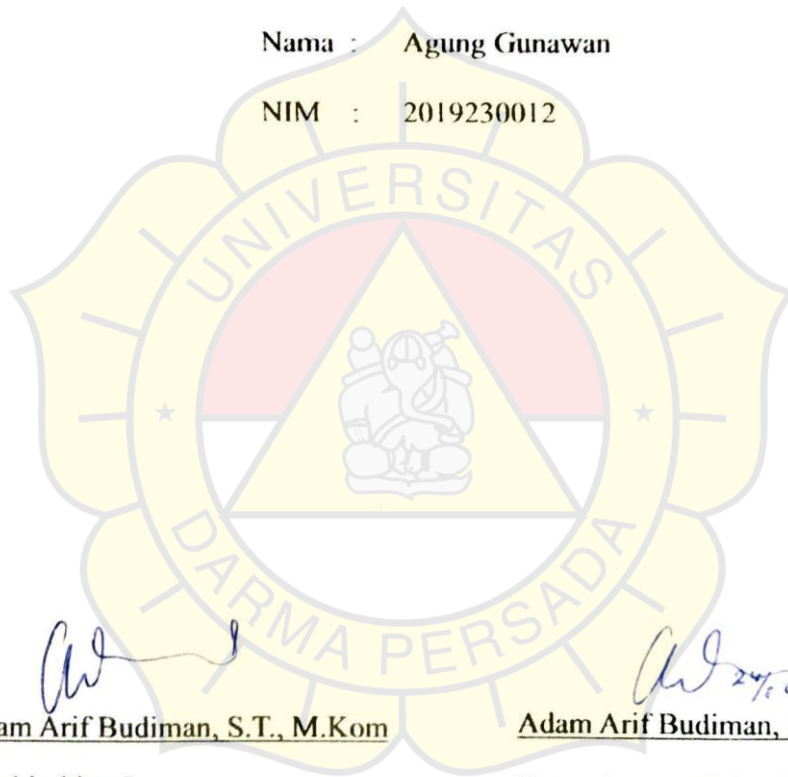 Nama : Agung Gunawan
NIM : 2019230012
UNIVERSITAS
DARMA PERSADA
am Arif Budiman, S.T., M.Kom
Adam Arif Budiman,